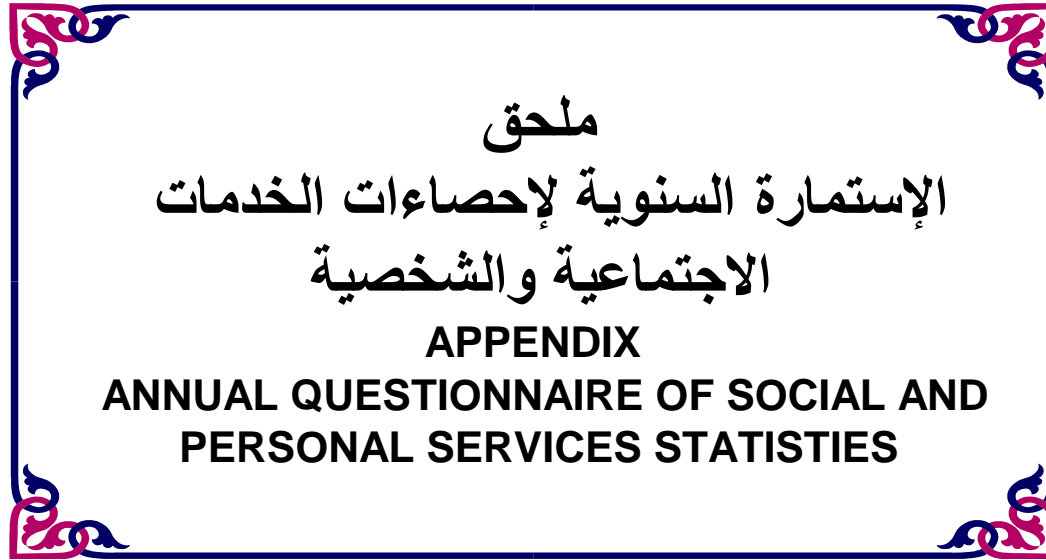 ملحق
الإستمارة السنوية لإحصاءات الخدمات
الاجتماعية والشخصية
APPENDIX
ANNUAL QUESTIONNAIRE OF SOCIAL AND
PERSONAL SERVICES STATISTIES